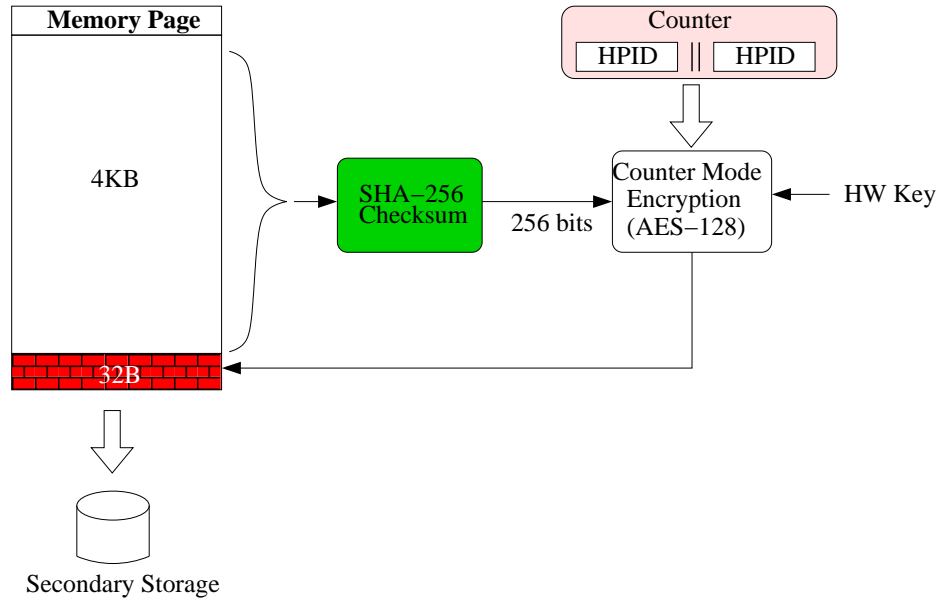 Memory Page
4KB
32B
Secondary Storage
SHA−256
Checksum
256 bits
Counter
HPID || HPID
Counter Mode
Encryption
(AES−128)
HW Key